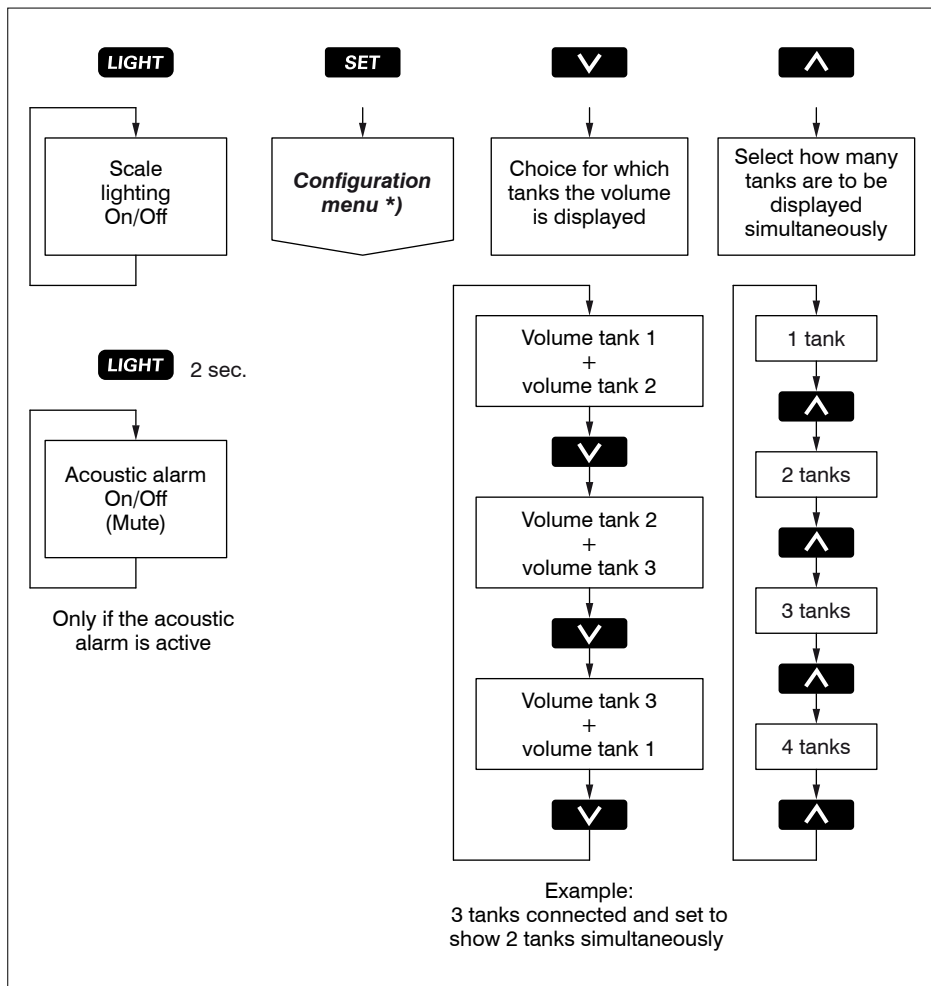 LIGHT
Scale
lighting
On/Off
LIGHT 2 sec.
Acoustic alarm
On/Off
(Mute)
Only if the acoustic
alarm is active
SET
Configuration
menu *)
Choice for which
tanks the volume
is displayed
Volume tank 1
+
volume tank 2
Volume tank 2
+
volume tank 3
Volume tank 3
+
volume tank 1
Example:
3 tanks connected and set to
show 2 tanks simultaneously
Select how many
tanks are to be
displayed
simultaneously
1 tank
2 tanks
3 tanks
4 tanks